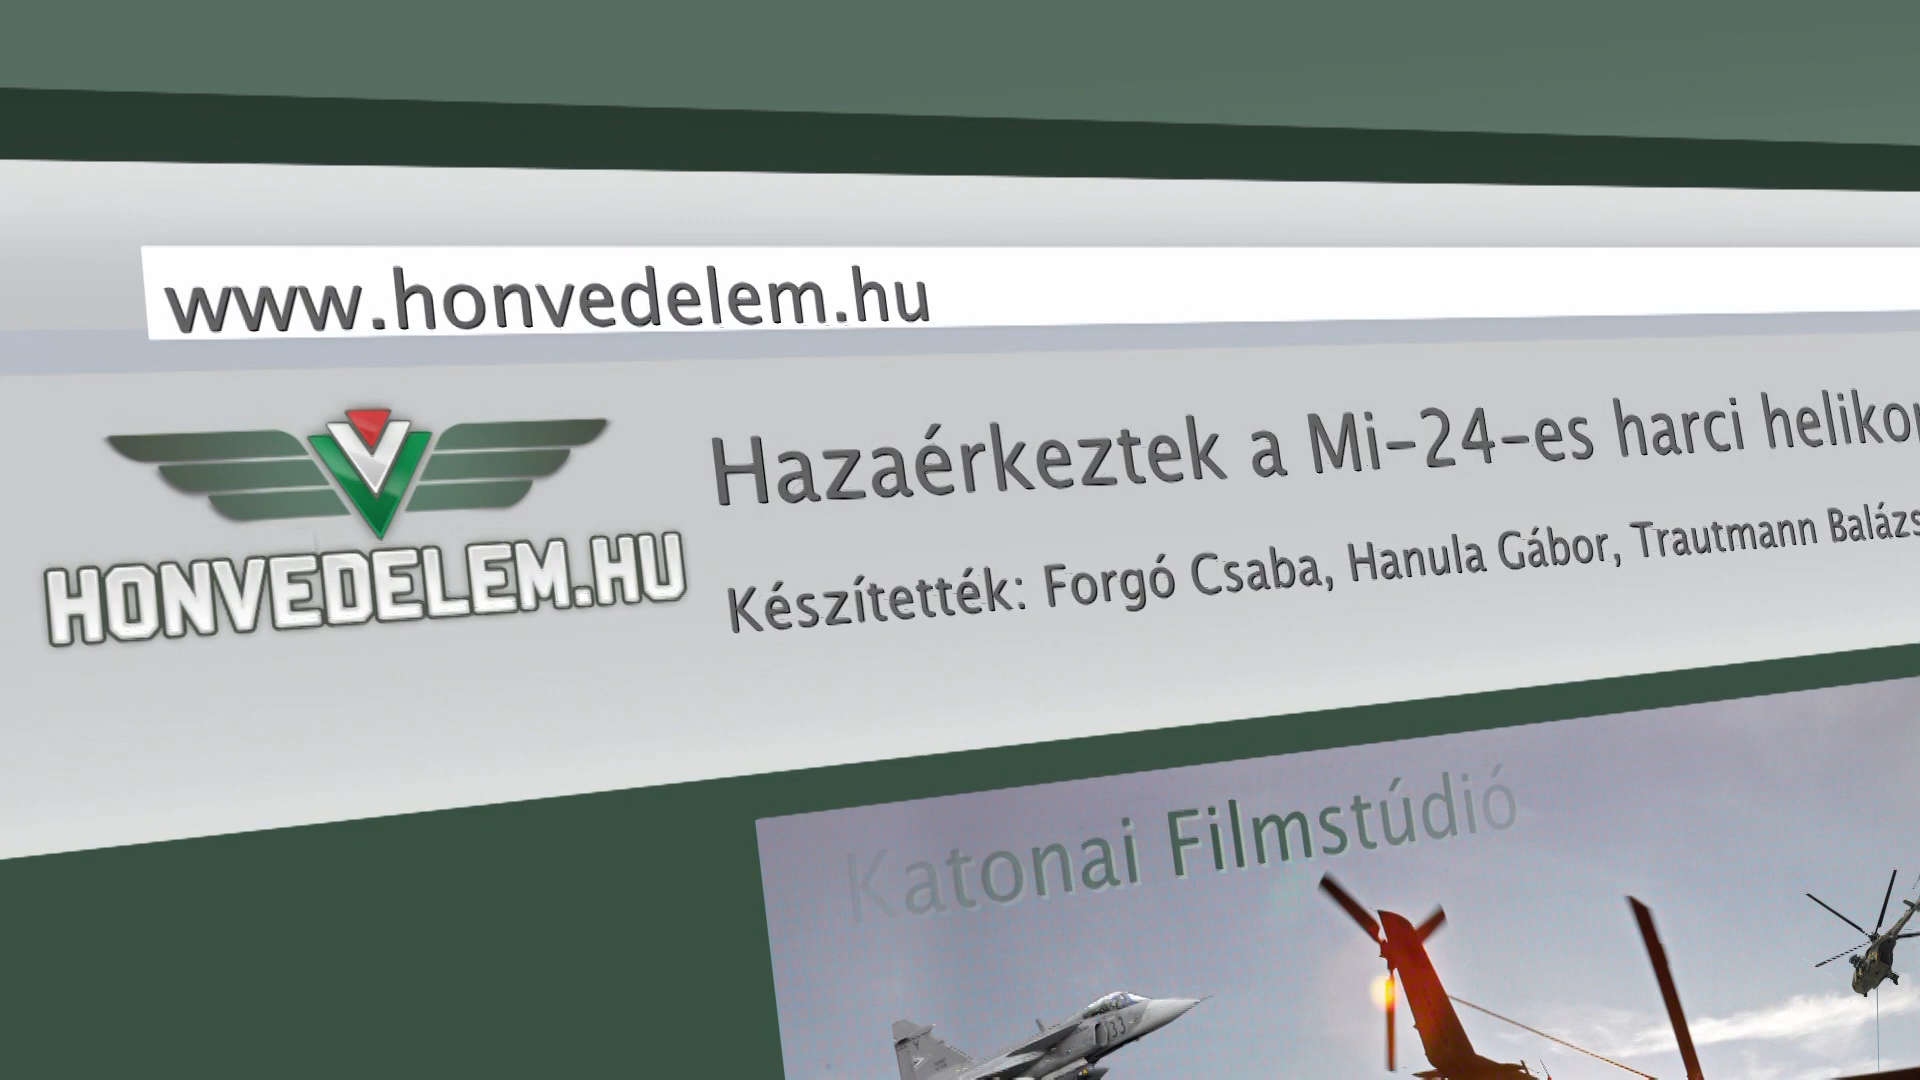 www.honvedelem.hu
HONVEDELEM.HU
Hazaérkeztek a Mi-24-es harci
Készítették: Forgó Csaba, Hanula Gábor, Trautmann Balázs
Katonai Filmstúdió
33